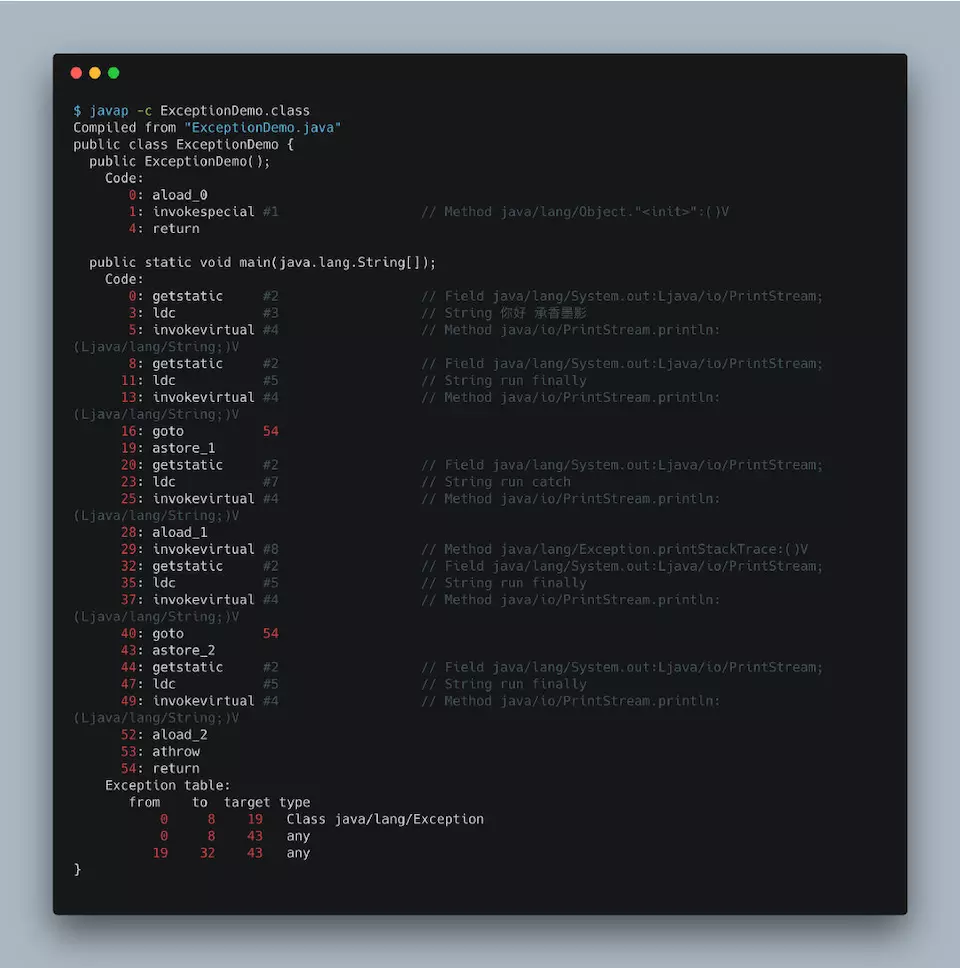 $ javap -c ExceptionDemo.class
Compiled from "ExceptionDemo.java"
public class ExceptionDemo {
  public ExceptionDemo();
    Code:
       0: aload_0
       1: invokespecial #1                  // Method java/lang/Object."<init>":()V
       4: return

  public static void main(java.lang.String[]);
    Code:
       0: getstatic     #2                  // Field java/lang/System.out:Ljava/io/PrintStream;
       3: ldc           #3                  // String 你好 承香墨影
       5: invokevirtual #4                  // Method java/io/PrintStream.println:
(Ljava/lang/String;)V
       8: getstatic     #2                  // Field java/lang/System.out:Ljava/io/PrintStream;
      11: ldc           #5                  // String run finally
      13: invokevirtual #4                  // Method java/io/PrintStream.println:
(Ljava/lang/String;)V
      16: goto          54
      19: astore_1
      20: getstatic     #2                  // Field java/lang/System.out:Ljava/io/PrintStream;
      23: ldc           #7                  // String run catch
      25: invokevirtual #4                  // Method java/io/PrintStream.println:
(Ljava/lang/String;)V
      28: aload_1
      29: invokevirtual #8                  // Method java/lang/Exception.printStackTrace:()V
      32: getstatic     #2                  // Field java/lang/System.out:Ljava/io/PrintStream;
      35: ldc           #5                  // String run finally
      37: invokevirtual #4                  // Method java/io/PrintStream.println:
(Ljava/lang/String;)V
      40: goto          54
      43: astore_2
      44: getstatic     #2                  // Field java/lang/System.out:Ljava/io/PrintStream;
      47: ldc           #5                  // String run finally
      49: invokevirtual #4                  // Method java/io/PrintStream.println:
(Ljava/lang/String;)V
      52: aload_2
      53: athrow
      54: return
    Exception table:
       from    to  target type
           0     8    19   Class java/lang/Exception
           0     8    43   any
          19    32    43   any
}